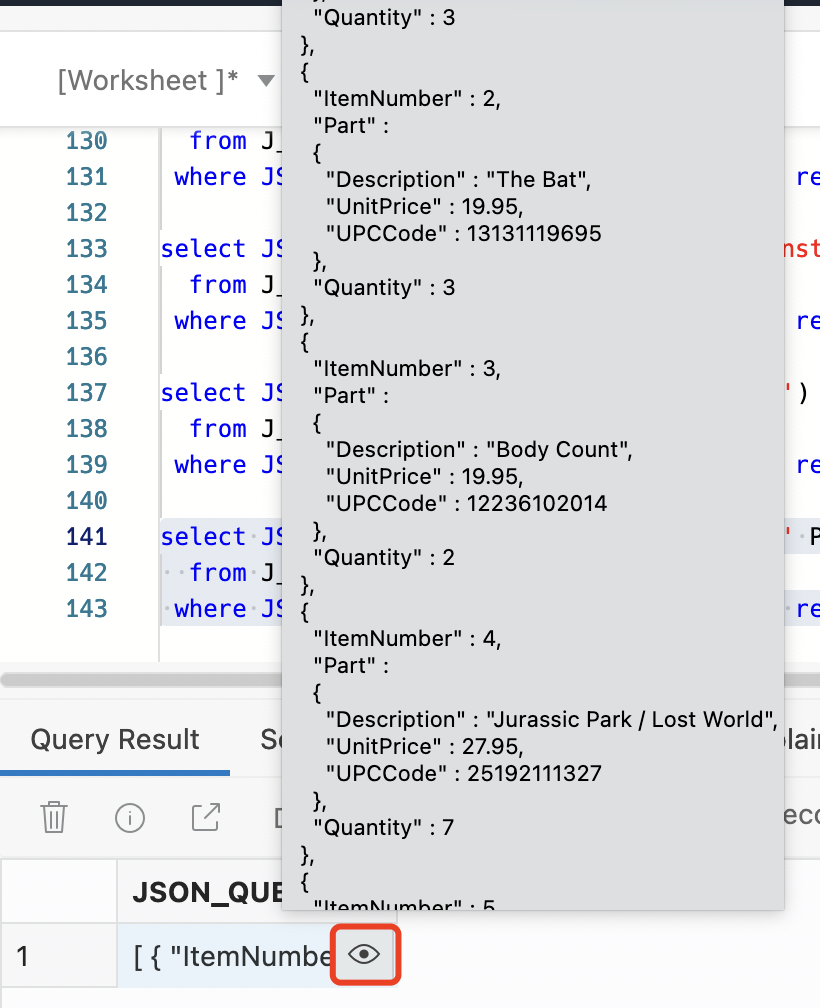 "Quantity" : 3
},
{
"ItemNumber" : 2,
"Part" :
{
"Description" : "The Bat",
"UnitPrice" : 19.95,
"UPCCode" : 13131119695
},
"Quantity" : 3
},
{
"ItemNumber" : 3,
"Part" :
{
"Description" : "Body Count",
"UnitPrice" : 19.95,
"UPCCode" : 12236102014
},
"Quantity" : 2
},
{
"ItemNumber" : 4,
"Part" :
{
"Description" : "Jurassic Park / Lost World",
"UnitPrice" : 27.95,
"UPCCode" : 25192111327
},
"Quantity" : 7
},
{
"ItemNumber" : 5
[Worksheet ]*
130 from J_
131 where JS re
132
133 select JS nst
134 from J_
135 where JS re
136
137 select JS ')
138 from J_
139 where JS re
140
141 select JS ' P
142 from J_
143 where JS re
Query Result
JSON_QUE
1 [ { "ItemNumbe